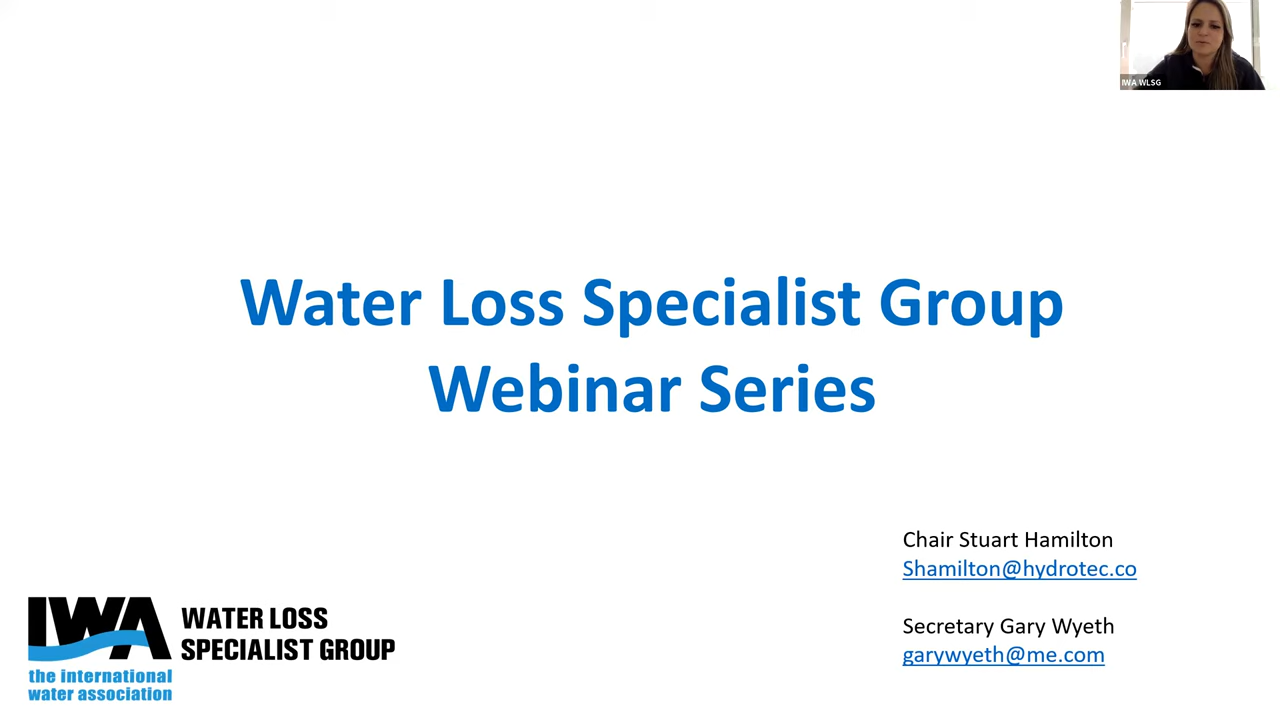 IWA WLSG
Water Loss Specialist Group
Webinar Series
Chair Stuart Hamilton
Shamilton@hydrotec.co
Secretary Gary Wyeth
garywyeth@me.com
IWA
WATER LOSS
SPECIALIST GROUP
the international
water association